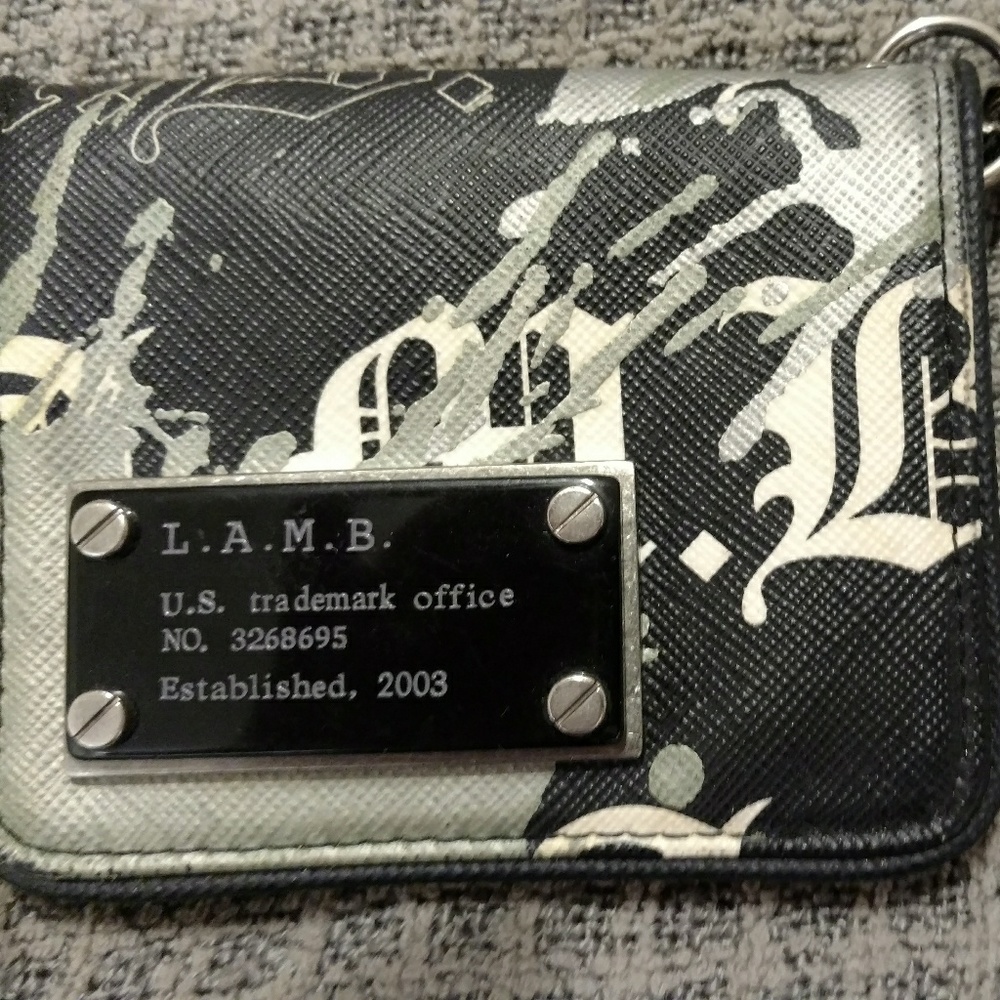 L.A.M.B.
U.S. trademark office
NO. 3268695
Established, 2003